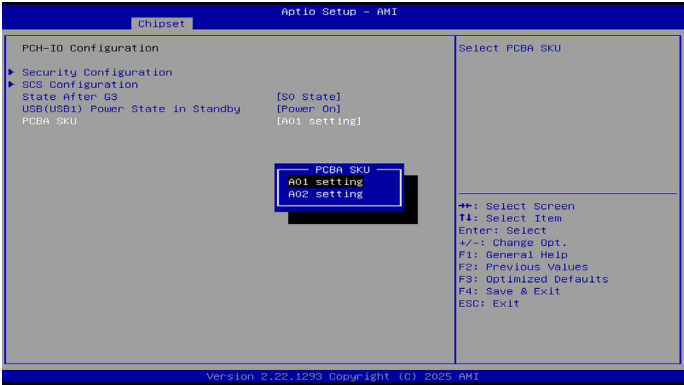 Aptio Setup - AMI
Chipset
PCH-IO Configuration
Security Configuration
SCS Configuration
State After G3 [S0 State]
USB(USB1) Power State in Standby [Power On]
PCBA SKU [A01 setting]
PCBA SKU
A01 setting
A02 setting
Select PCBA SKU
→←: Select Screen
↑↓: Select Item
Enter: Select
+/-: Change Opt.
F1: General Help
F2: Previous Values
F3: Optimized Defaults
F4: Save & Exit
ESC: Exit
Version 2.22.1293 Copyright (C) 2025 AMI